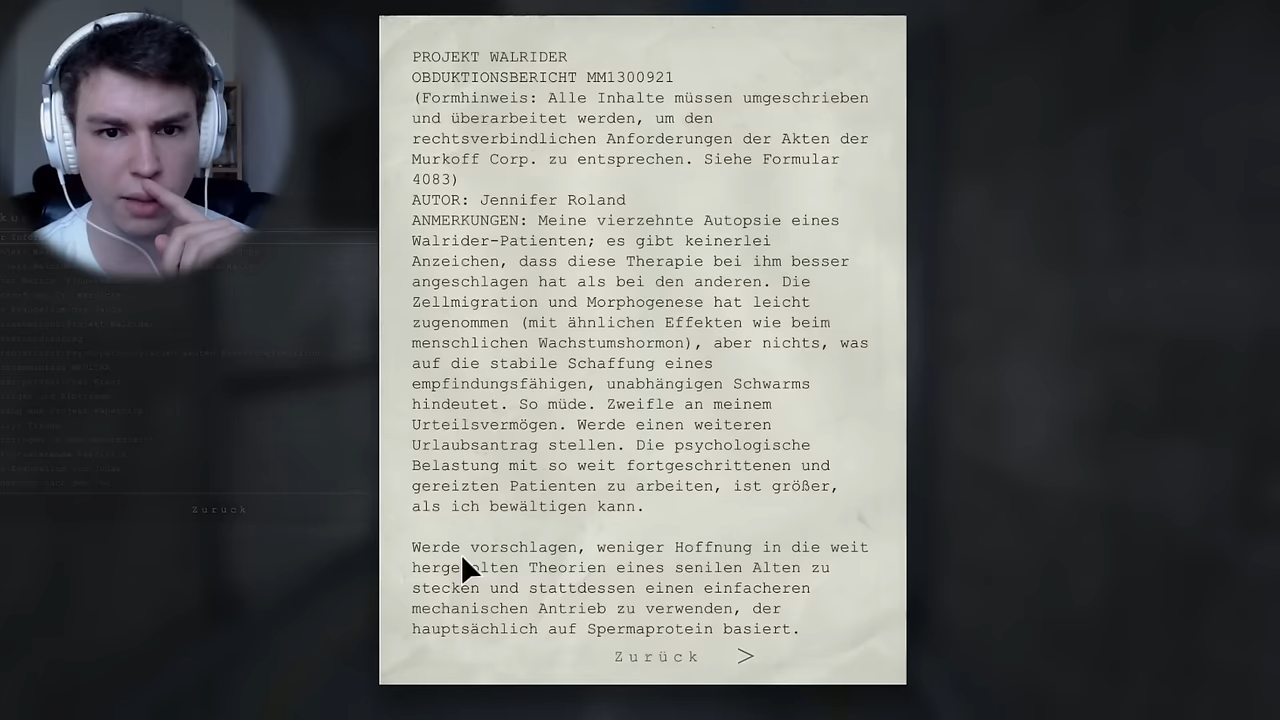 PROJEKT WALRIDER
OBDUKTIONSBERICHT MM1300921
(Formhinweis: Alle Inhalte müssen umgeschrieben
und überarbeitet werden, um den
rechtsverbindlichen Anforderungen der Akten der
Murkoff Corp. zu entsprechen. Siehe Formular
4083)
AUTOR: Jennifer Roland
ANMERKUNGEN: Meine vierzehnte Autopsie eines
Walrider-Patienten; es gibt keinerlei
Anzeichen, dass diese Therapie bei ihm besser
angeschlagen hat als bei den anderen. Die
Zellmigration und Morphogenese hat leicht
zugenommen (mit ähnlichen Effekten wie beim
menschlichen Wachstumshormon), aber nichts, was
auf die stabile Schaffung eines
empfindungsfähigen, unabhängigen Schwarms
hindeutet. So müde. Zweifle an meinem
Urteilsvermögen. Werde einen weiteren
Urlaubsantrag stellen. Die psychologische
Belastung mit so weit fortgeschrittenen und
gereizten Patienten zu arbeiten, ist größer,
als ich bewältigen kann.
Werde vorschlagen, weniger Hoffnung in die weit
hergeholten Theorien eines senilen Alten zu
stecken und stattdessen einen einfacheren
mechanischen Antrieb zu verwenden, der
hauptsächlich auf Spermaprotein basiert.
Zurück >
Zurück